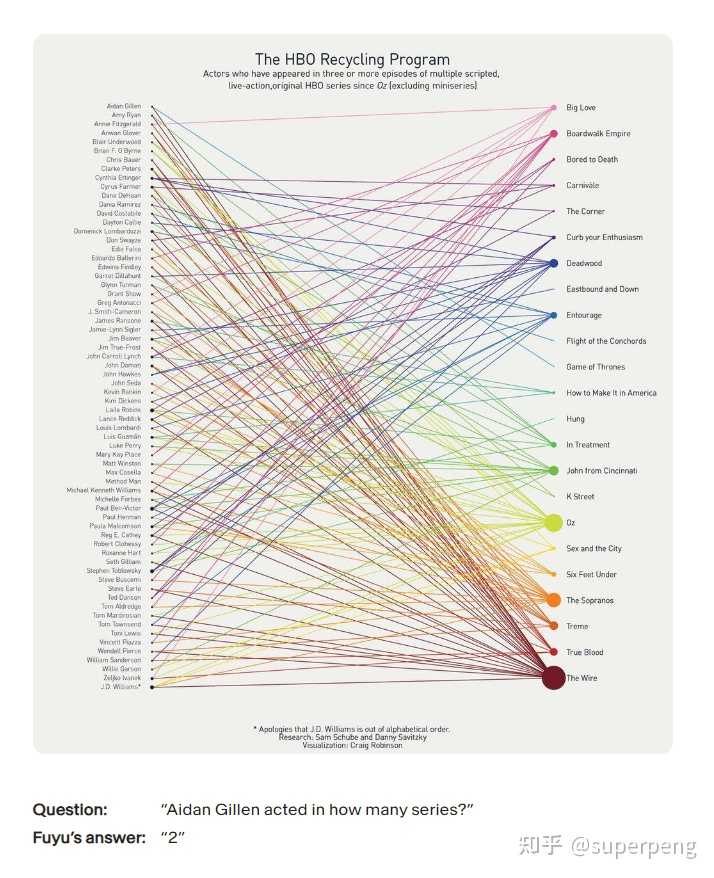 The HBO Recycling Program
Actors who have appeared in three or more episodes of multiple scripted,
live-action,original HBO series since Oz (excluding miniseries)
Aidan Gillen
Amy Ryan
Annie Fitzgerald
Anwan Glover
Blair Underwood
Brian F. O'Byrne
Chris Bauer
Clarke Peters
Cynthia Ettinger
Cyrus Farmer
Dane DeHaan
Dania Ramirez
David Costabile
Dayton Callie
Domenick Lombardozzi
Don Swayze
Edie Falco
J. Edoardo Ballerini
Edwina Findley
Garret Dillahunt
Glynn Turman
Grant Show
Greg Antonacci
J. Smith-Cameron
James Ransone
Jamie-Lynn Sigler
Jim Beaver
Jim True-Frost
John Carroll Lynch
John Doman
John Hawkes
John Seda
Kevin Rankin
Kim Dickens
Laila Robins
Lance Reddick
Louis Lombardi
Luis Guzmán
Luke Perry
Mary Kay Place
Matt Winston
Max Casella
Method Man
Michael Kenneth Williams
Michelle Forbes
Paul Ben-Victor
Paul Herman
Paula Malcomson
Reg E. Cathey
Robert Clohessy
Roxanne Hart
Seth Gilliam
Stephen Toblowsky
Steve Buscemi
Steve Earle
Ted Danson
Tom Aldredge
Tom Mardirosian
Tom Townsend
Toni Lewis
Vincent Piazza
Wendell Pierce
William Sanderson
Willie Garson
Zeljko Ivanek
J.D. Williams*
Big Love
Boardwalk Empire
Bored to Death
Carnivàle
The Corner
Curb your Enthusiasm
Deadwood
Eastbound and Down
Entourage
Flight of the Conchords
Game of Thrones
How to Make It in America
Hung
In Treatment
John from Cincinnati
K Street
Oz
Sex and the City
Six Feet Under
The Sopranos
Treme
True Blood
The Wire
* Apologies that J.D. Williams is out of alphabetical order.
Research: Sam Schube and Danny Savitzky
Visualization: Craig Robinson
Question: “Aidan Gillen acted in how many series?”
Fuyu’s answer: “2”
知乎 @superpeng